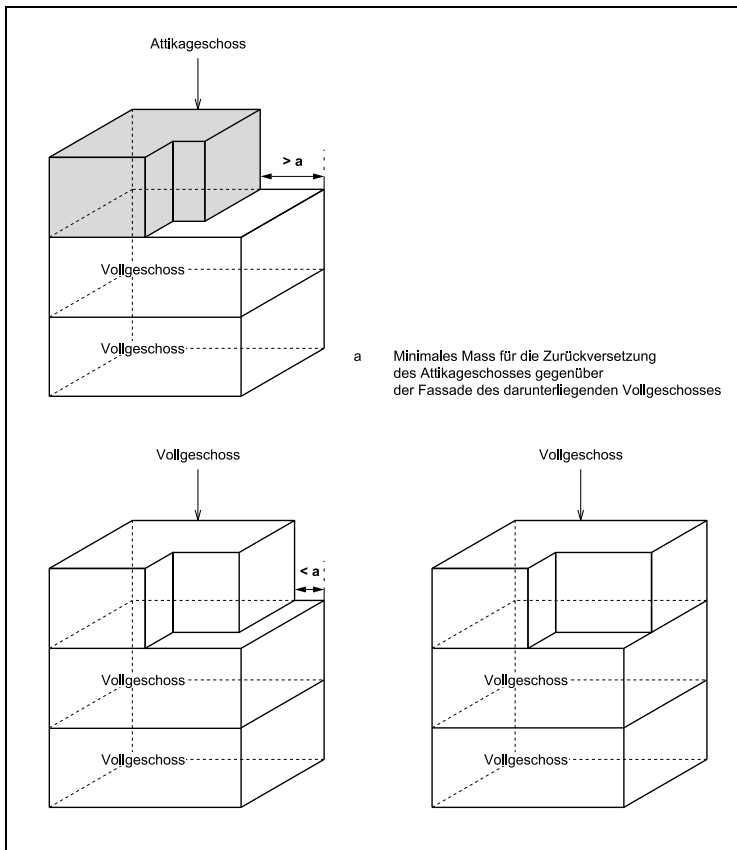 Attikageschoss
> a
Vollgeschoss
Vollgeschoss
a Minimales Mass für die Zurückversetzung
des Attikageschosses gegenüber
der Fassade des darunterliegenden Vollgeschosses
Vollgeschoss
< a
Vollgeschoss
Vollgeschoss
Vollgeschoss
Vollgeschoss
Vollgeschoss